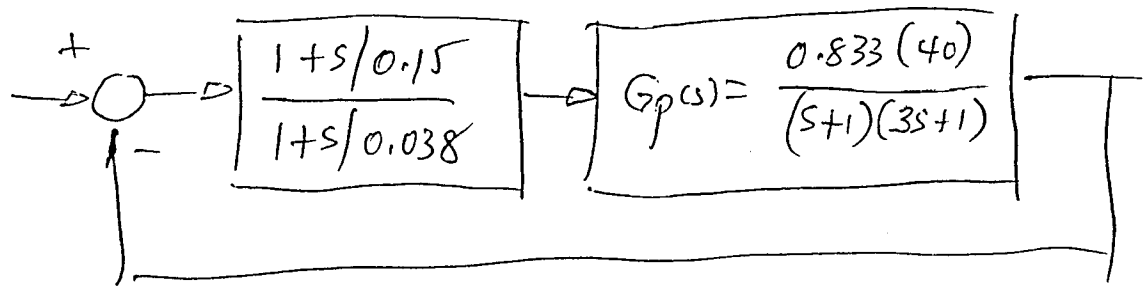 +
1+s/0.15
1+s/0.038
Gp(s)= 0.833(40)
(s+1)(3s+1)
-